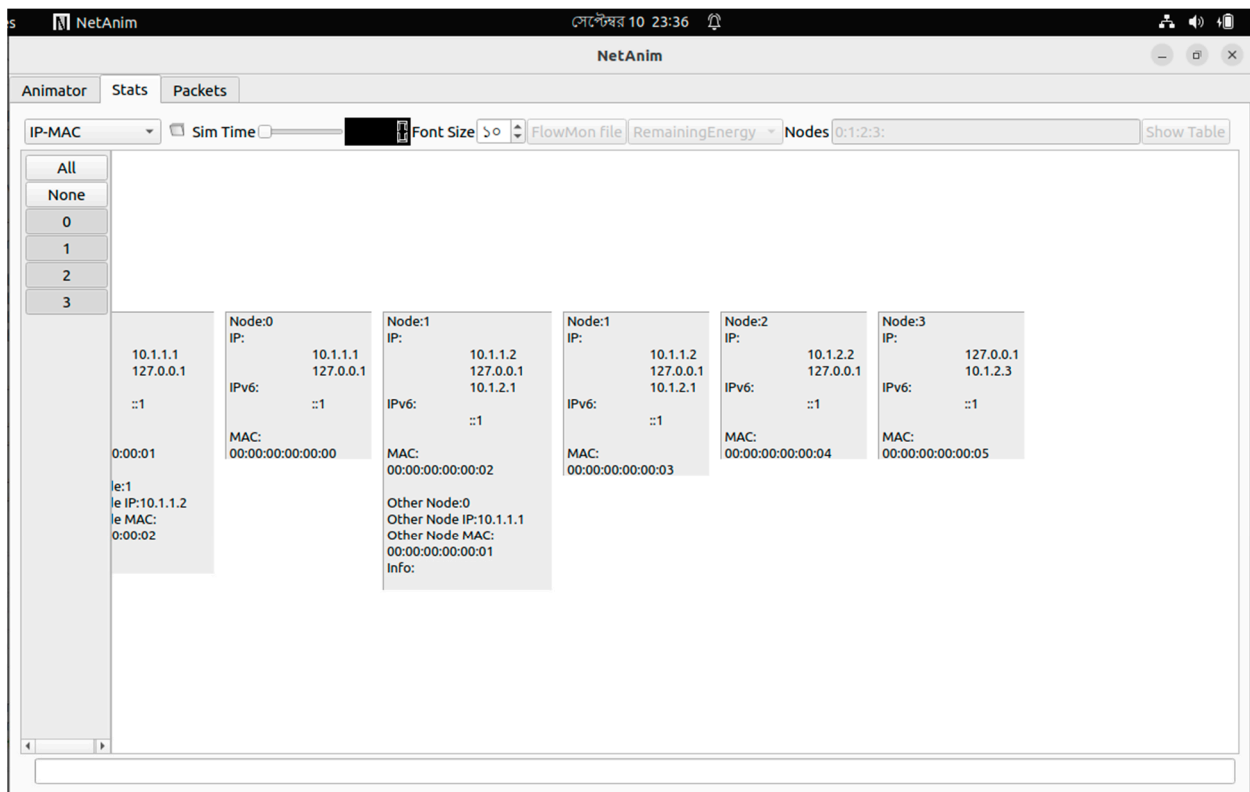 s NetAnim সেপ্টেম্বর 10 23:36
NetAnim
Animator Stats Packets
IP-MAC Sim Time 0 Font Size ১০ FlowMon file RemainingEnergy Nodes 0:1:2:3: Show Table
All
None
0
1
2
3
10.1.1.1
127.0.0.1
::1
0:00:01
le:1
le IP:10.1.1.2
le MAC:
0:00:02
Node:0
IP:
10.1.1.1
127.0.0.1
IPv6:
::1
MAC:
00:00:00:00:00:00
Node:1
IP:
10.1.1.2
127.0.0.1
10.1.2.1
IPv6:
::1
MAC:
00:00:00:00:00:02
Other Node:0
Other Node IP:10.1.1.1
Other Node MAC:
00:00:00:00:00:01
Info:
Node:1
IP:
10.1.1.2
127.0.0.1
10.1.2.1
IPv6:
::1
MAC:
00:00:00:00:00:03
Node:2
IP:
10.1.2.2
127.0.0.1
IPv6:
::1
MAC:
00:00:00:00:00:04
Node:3
IP:
127.0.0.1
10.1.2.3
IPv6:
::1
MAC:
00:00:00:00:00:05